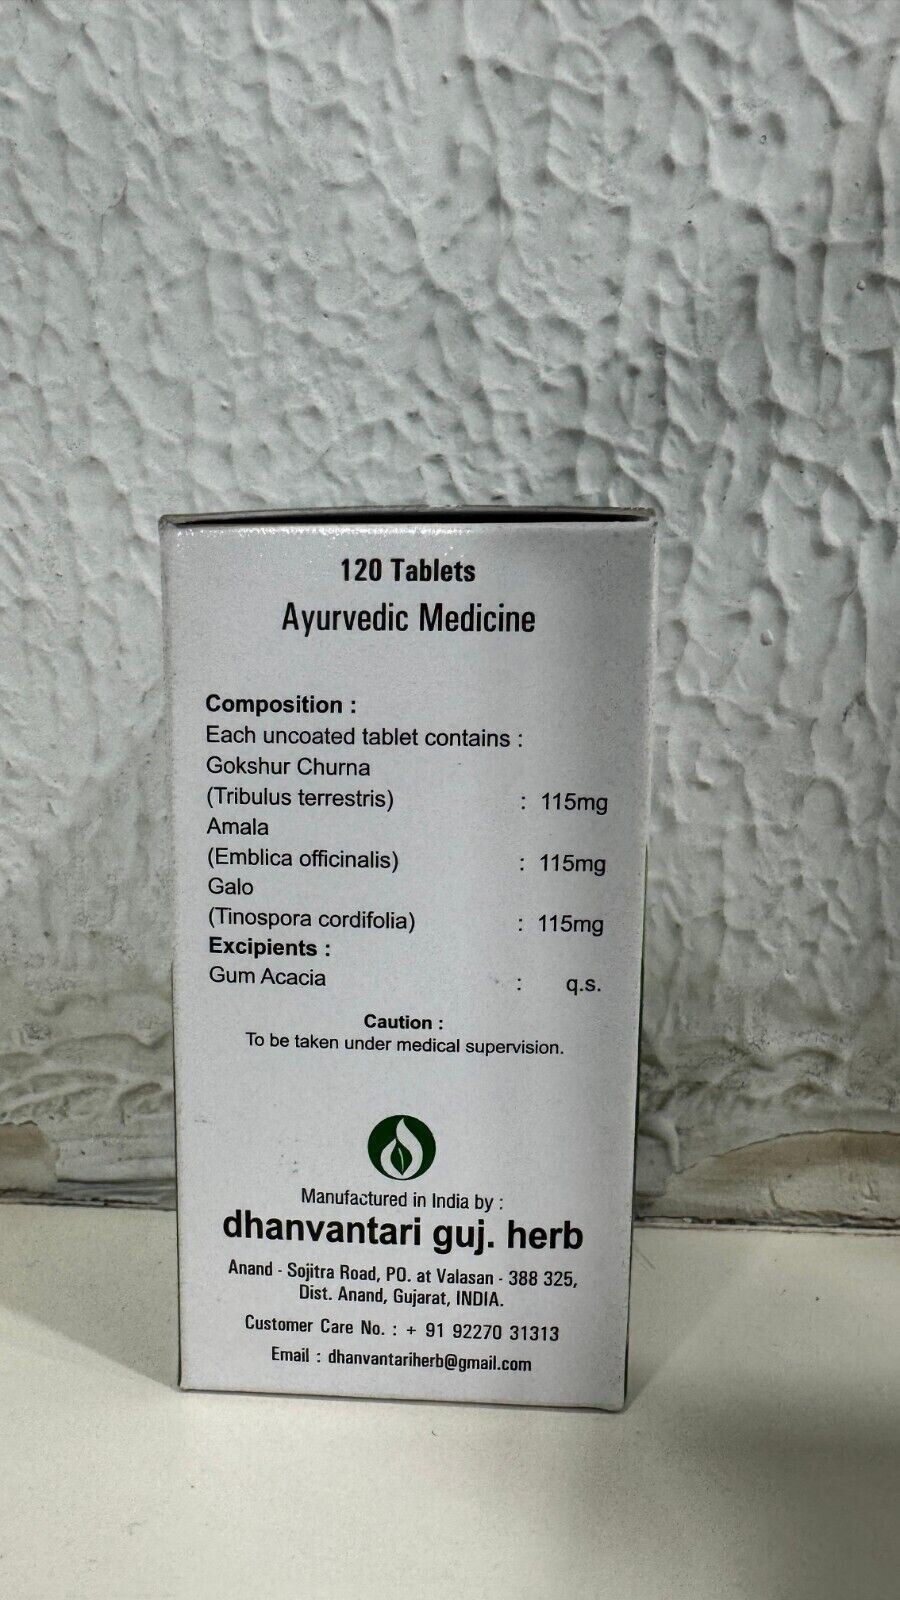 120 Tablets
Ayurvedic Medicine
Composition :
Each uncoated tablet contains :
Gokshur Churna
(Tribulus terrestris) : 115mg
Amala
(Emblica officinalis) : 115mg
Galo
(Tinospora cordifolia) : 115mg
Excipients :
Gum Acacia : q.s.
Caution :
To be taken under medical supervision.
Manufactured in India by :
dhanvantari guj. herb
Anand - Sojitra Road, PO. at Valasan - 388 325,
Dist. Anand, Gujarat, INDIA.
Customer Care No. : + 91 92270 31313
Email : dhanvantariherb@gmail.com